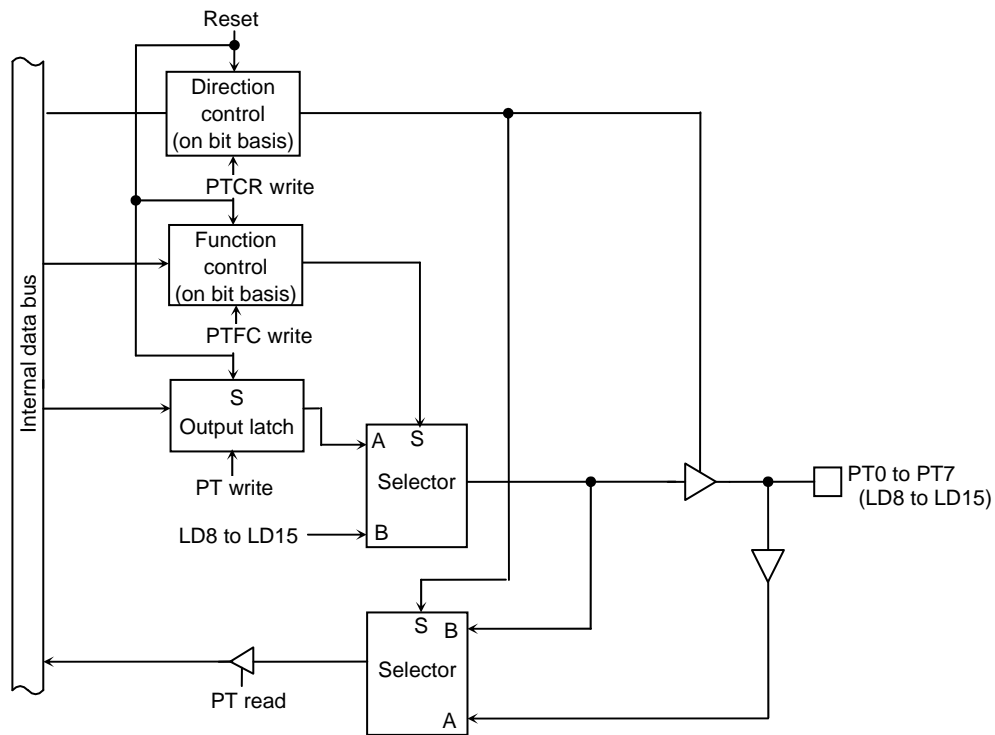 Reset
Direction
control
(on bit basis)
PTCR write
Function
control
(on bit basis)
PTFC write
Internal data bus
S
Output latch
PT write
A
S
Selector
B
LD8 to LD15
PT0 to PT7
(LD8 to LD15)
S
B
Selector
A
PT read